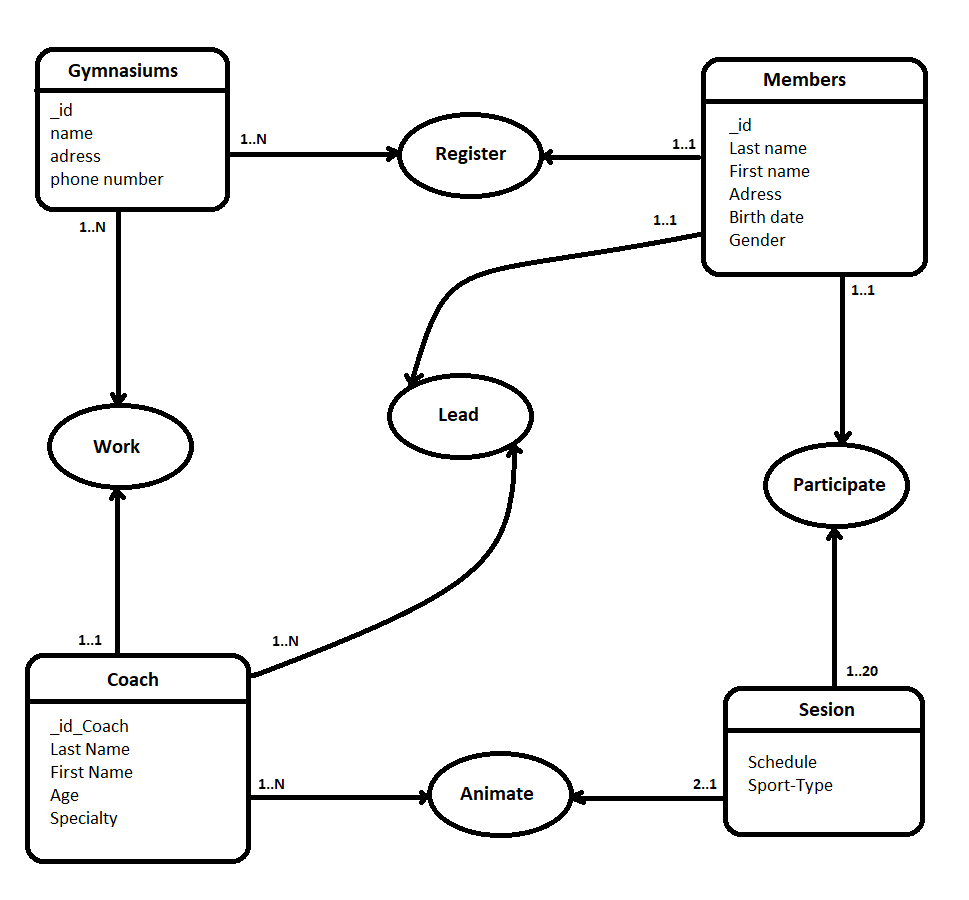 Gymnasiums
_id
name
adress
phone number
1..N
1..N
Register
1..1
Members
_id
Last name
First name
Adress
Birth date
Gender
1..1
1..1
Work
Lead
Participate
1..1
1..N
1..20
Coach
_id_Coach
Last Name
First Name
Age
Specialty
1..N
Animate
2..1
Sesion
Schedule
Sport-Type